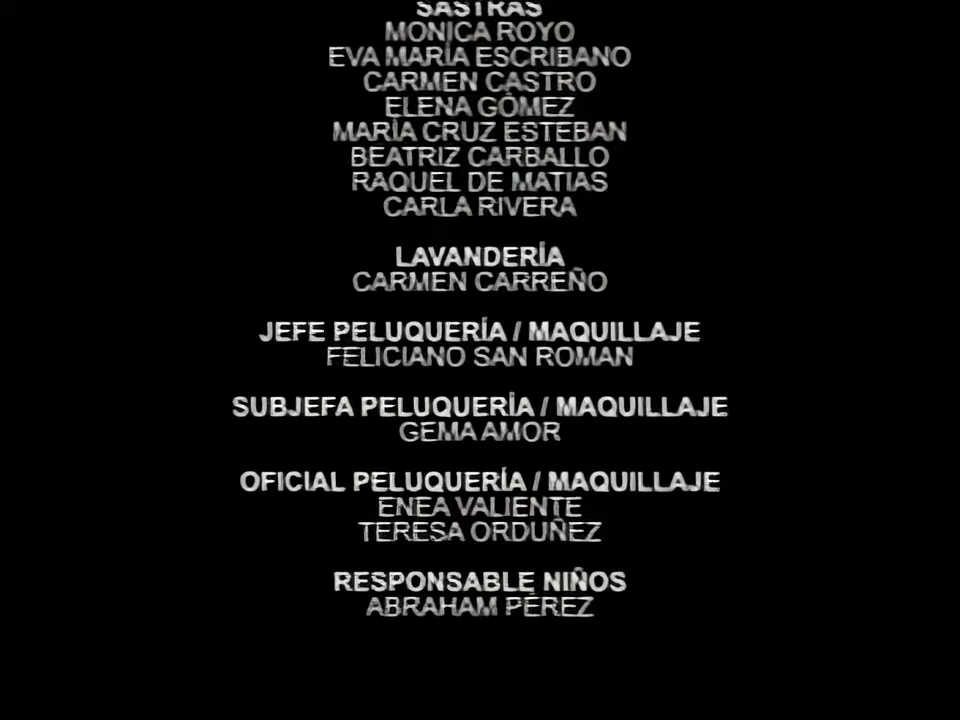 SASTRAS
MONICA ROYO
EVA MARÍA ESCRIBANO
CARMEN CASTRO
ELENA GÓMEZ
MARÍA CRUZ ESTEBAN
BEATRIZ CARBALLO
RAQUEL DE MATIAS
CARLA RIVERA
LAVANDERÍA
CARMEN CARREÑO
JEFE PELUQUERÍA / MAQUILLAJE
FELICIANO SAN ROMAN
SUBJEFA PELUQUERÍA / MAQUILLAJE
GEMA AMOR
OFICIAL PELUQUERÍA / MAQUILLAJE
ENEA VALIENTE
TERESA ORDUÑEZ
RESPONSABLE NIÑOS
ABRAHAM PÉREZ